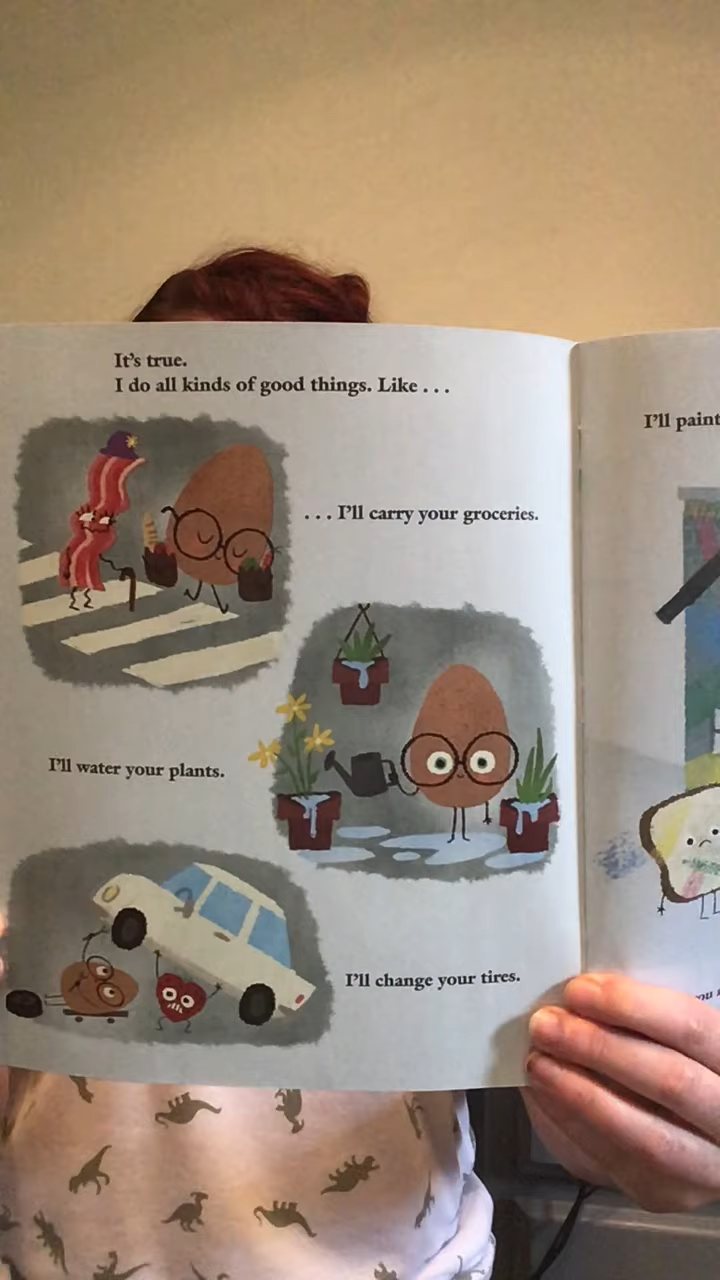 It's true.
I do all kinds of good things. Like . . .
. . . I'll carry your groceries.
I'll water your plants.
I'll change your tires.
I'll paint